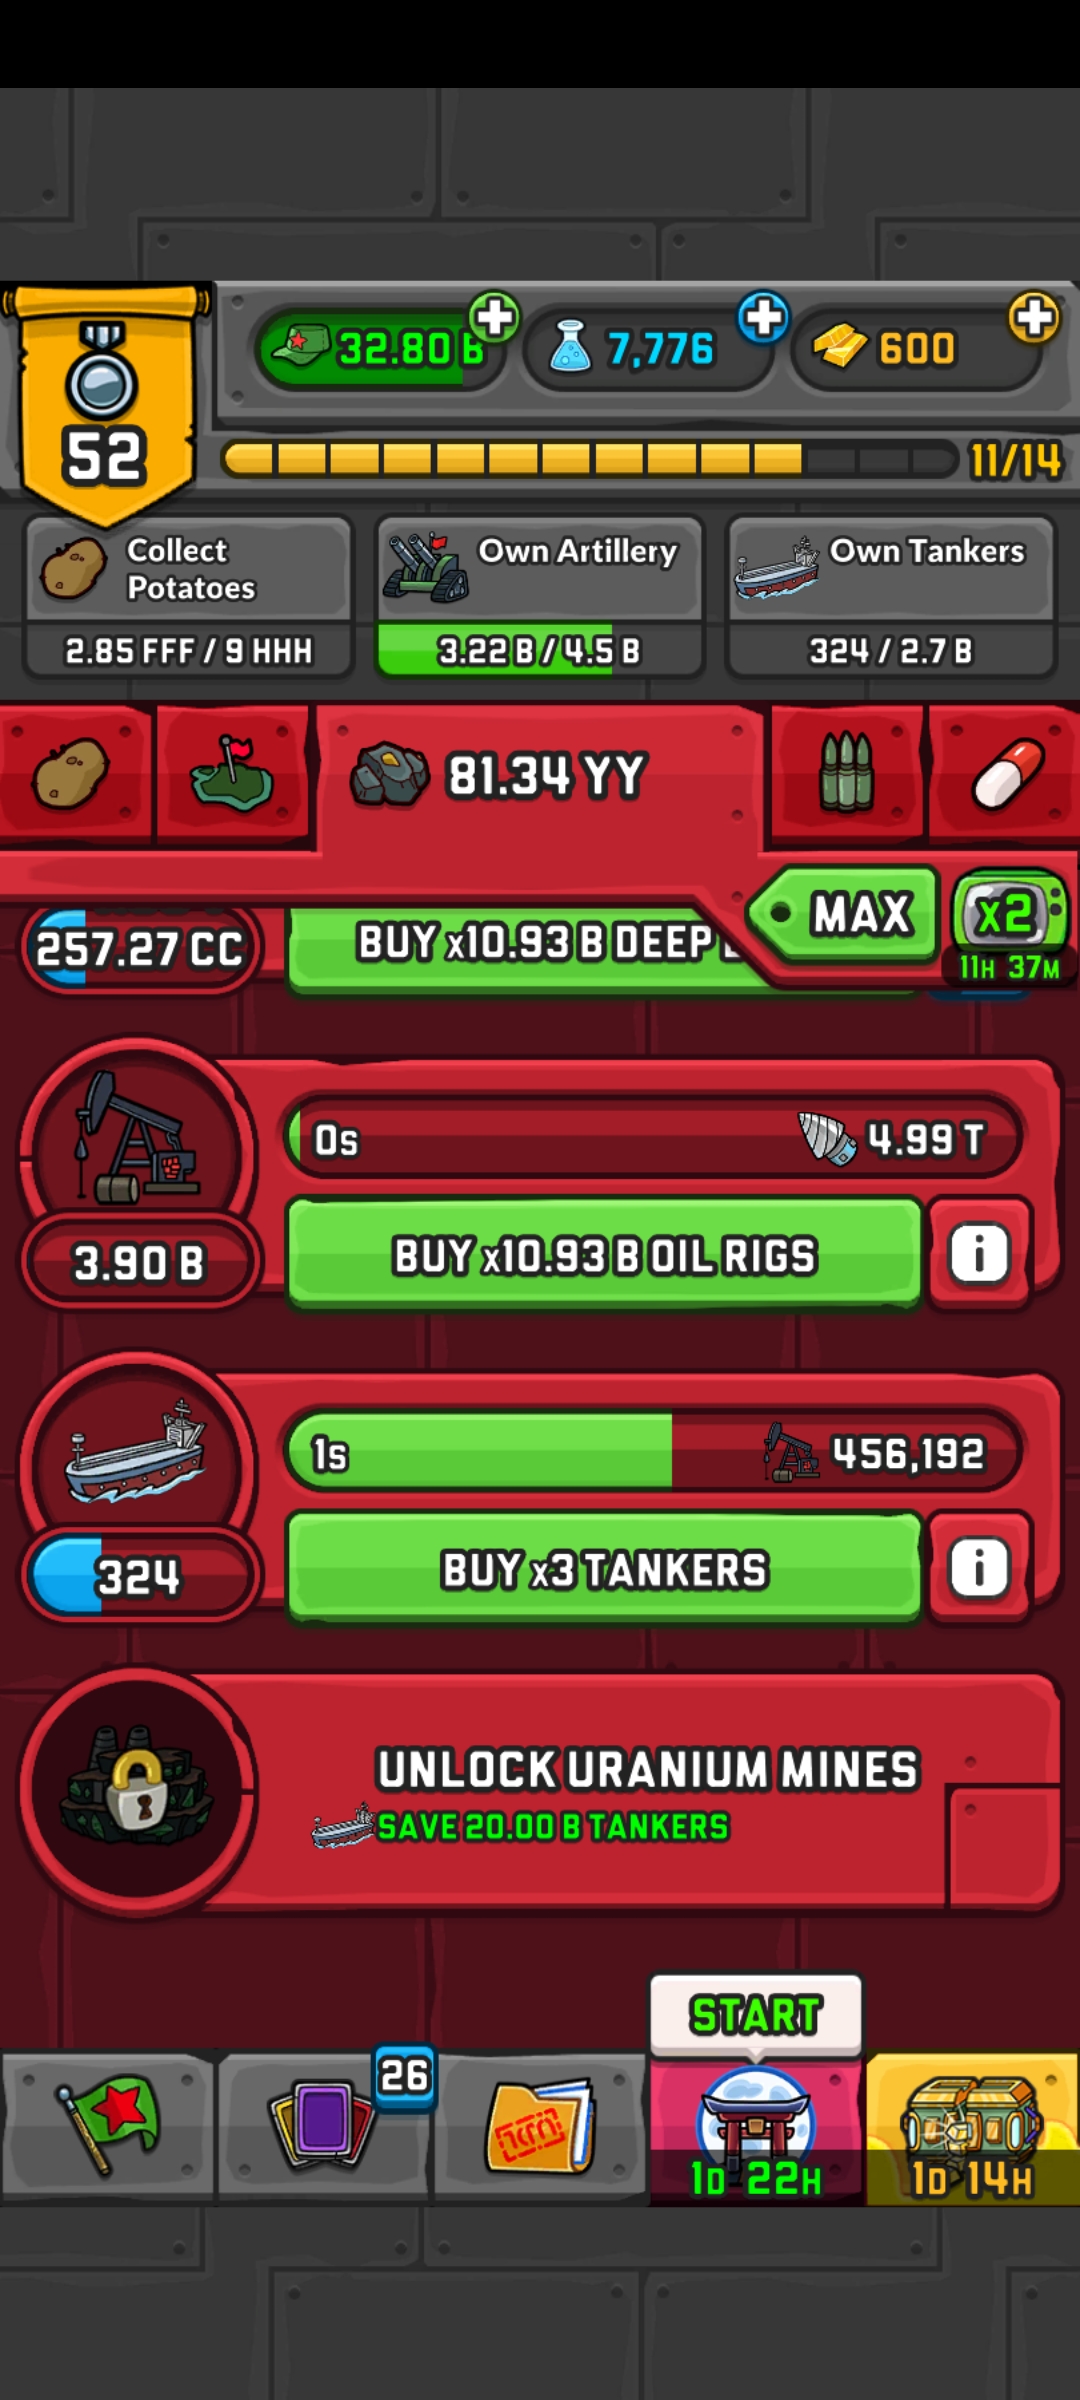 32.80 B
7,776
600
52
11/14
Collect
Potatoes
2.85 FFF / 9 HHH
Own Artillery
3.22 B / 4.5 B
Own Tankers
324 / 2.7 B
81.34 YY
MAX
x2
11H 37M
257.27 CC
BUY x10.93 B DEEP
0s
4.99 T
3.90 B
BUY x10.93 B OIL RIGS
i
1s
456,192
324
BUY x3 TANKERS
i
UNLOCK URANIUM MINES
SAVE 20.00 B TANKERS
START
26
1D 22H
1D 14H